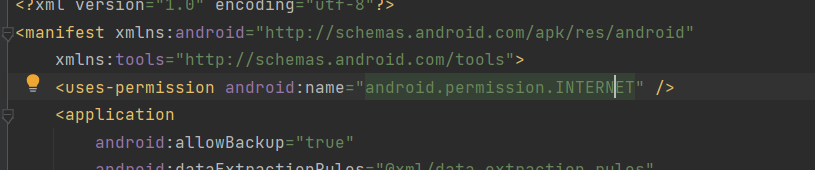 <?xml version="1.0" encoding="utf-8"?>
<manifest xmlns:android="http://schemas.android.com/apk/res/android"
xmlns:tools="http://schemas.android.com/tools">
<uses-permission android:name="android.permission.INTERNET" />
<application
android:allowBackup="true"
android:dataExtractionRules="@xml/data_extraction_rules"